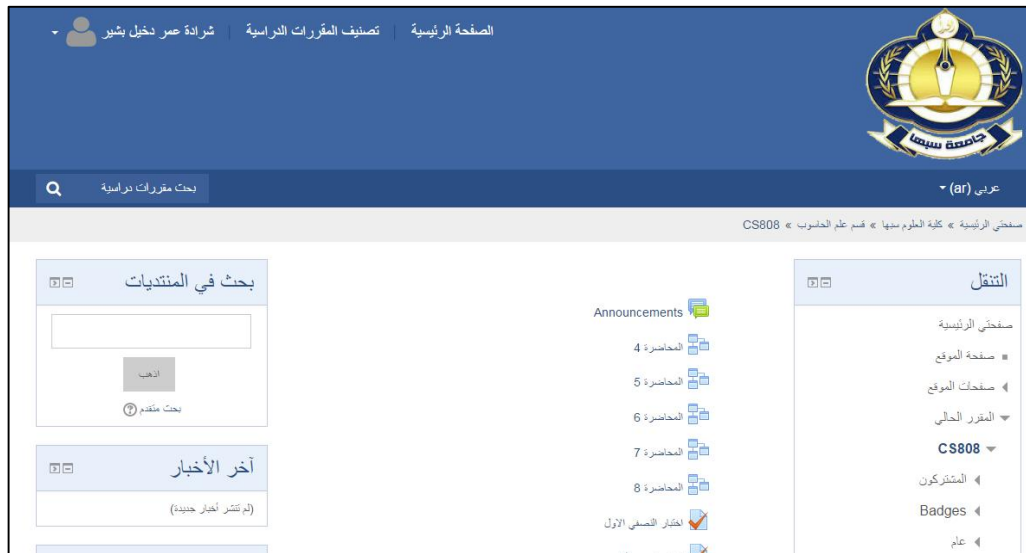 الصفحة الرئيسية
تصنيف المقررات الدراسية
شرادة عمر دخيل بشير
جامعة سبها
عربي (ar)
بحث مقررات دراسية
صفحتي الرئيسية » كلية العلوم سبها » قسم علم الحاسوب » CS808
التنقل
صفحتي الرئيسية
صفحة الموقع
صفحات الموقع
المقرر الحالي
CS808
المشتركون
Badges
عام
Announcements
المحاضرة 4
المحاضرة 5
المحاضرة 6
المحاضرة 7
المحاضرة 8
اختبار النصفي الاول
بحث في المنتديات
اذهب
بحث متقدم
آخر الأخبار
(لم تنشر أخبار جديدة)